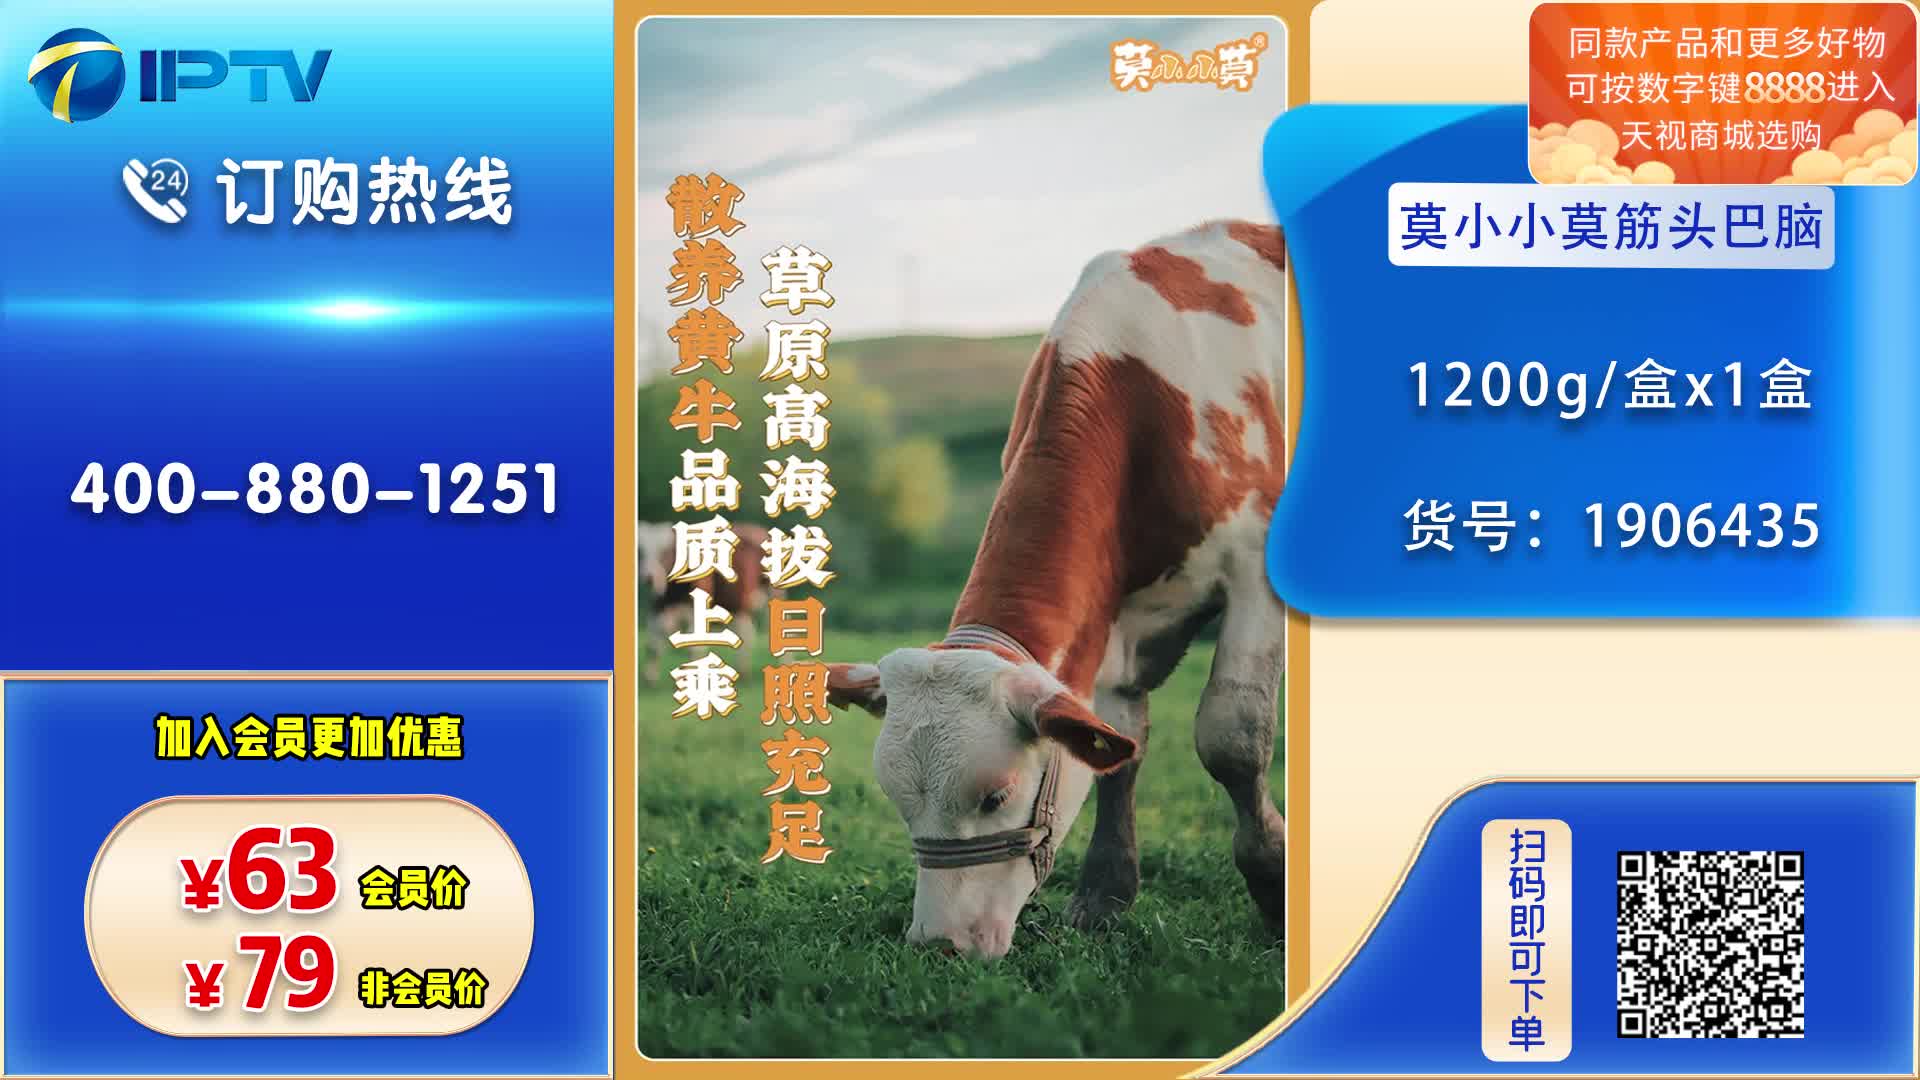 IPTV
24
订购热线
400-880-1251
加入会员更加优惠
¥63 会员价
¥79 非会员价
莫小小莫®
散养黄牛品质上乘
草原高海拔日照充足
同款产品和更多好物
可按数字键8888进入
天视商城选购
莫小小莫筋头巴脑
1200g/盒x1盒
货号：1906435
扫码即可下单